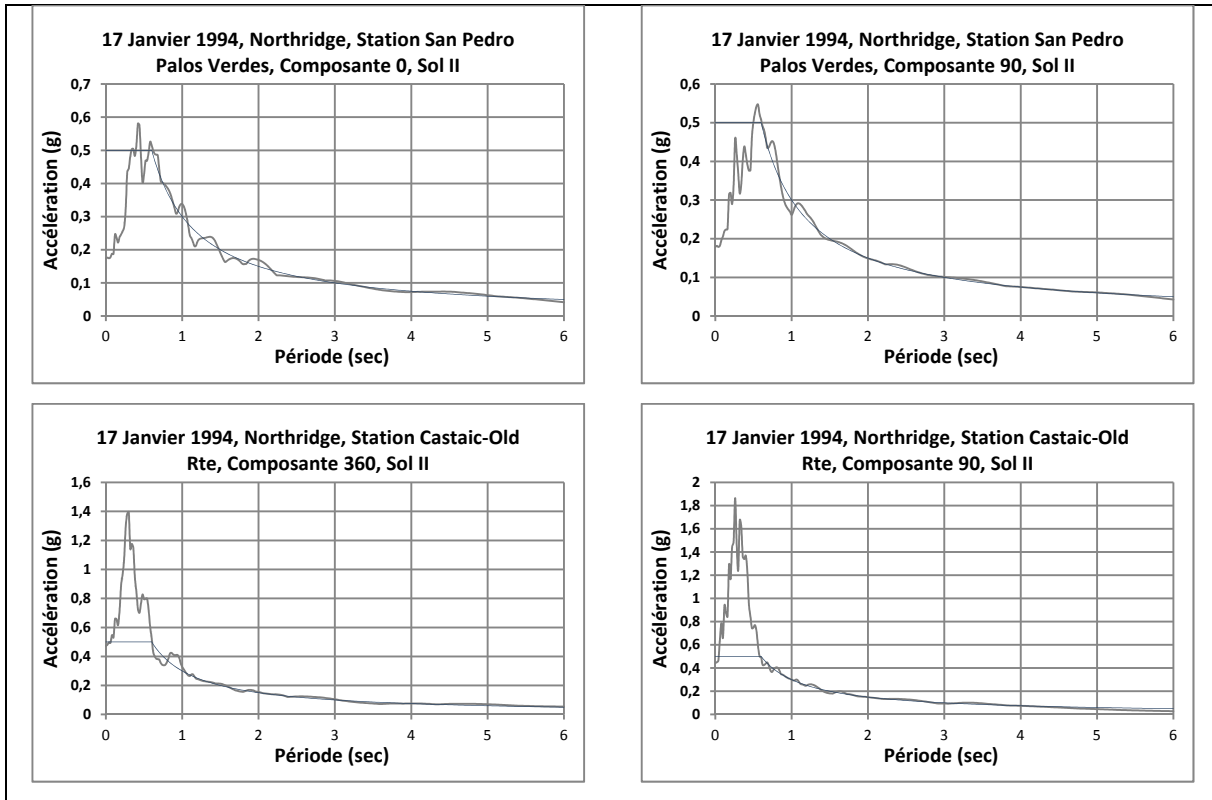 17 Janvier 1994, Northridge, Station San Pedro
Palos Verdes, Composante 0, Sol II
Accélération (g)
0,7
0,6
0,5
0,4
0,3
0,2
0,1
0
0 1 2 3 4 5 6
Période (sec)
17 Janvier 1994, Northridge, Station San Pedro
Palos Verdes, Composante 90, Sol II
Accélération (g)
0,6
0,5
0,4
0,3
0,2
0,1
0
0 1 2 3 4 5 6
Période (sec)
17 Janvier 1994, Northridge, Station Castaic-Old
Rte, Composante 360, Sol II
Accélération (g)
1,6
1,4
1,2
1
0,8
0,6
0,4
0,2
0
0 1 2 3 4 5 6
Période (sec)
17 Janvier 1994, Northridge, Station Castaic-Old
Rte, Composante 90, Sol II
Accélération (g)
2
1,8
1,6
1,4
1,2
1
0,8
0,6
0,4
0,2
0
0 1 2 3 4 5 6
Période (sec)